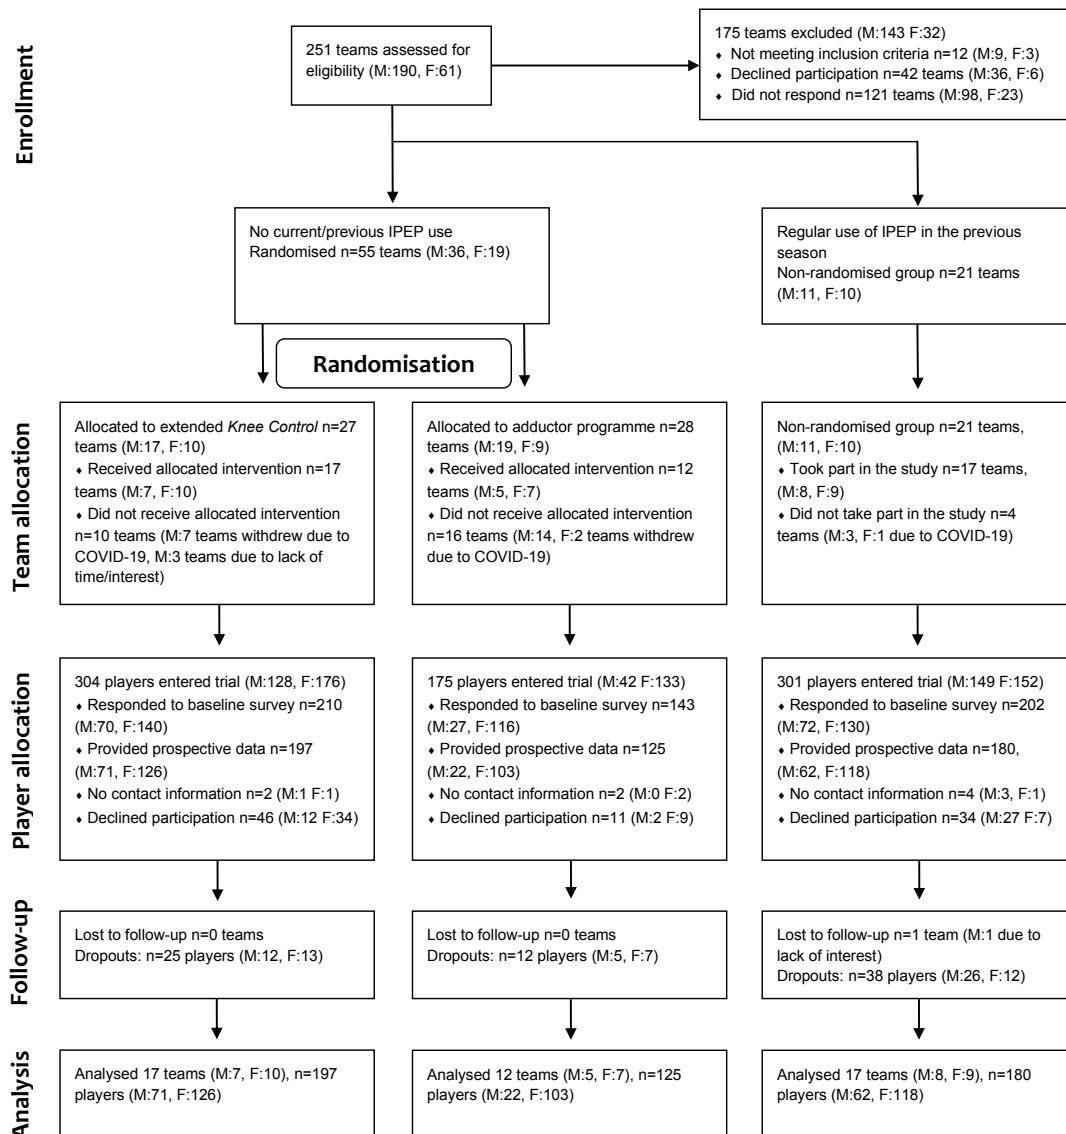 Enrollment
251 teams assessed for
eligibility (M:190, F:61)
175 teams excluded (M:143 F:32)
♦ Not meeting inclusion criteria n=12 (M:9, F:3)
♦ Declined participation n=42 teams (M:36, F:6)
♦ Did not respond n=121 teams (M:98, F:23)
No current/previous IPEP use
Randomised n=55 teams (M:36, F:19)
Regular use of IPEP in the previous
season
Non-randomised group n=21 teams
(M:11, F:10)
Randomisation
Team allocation
Allocated to extended Knee Control n=27
teams (M:17, F:10)
♦ Received allocated intervention n=17
teams (M:7, F:10)
♦ Did not receive allocated intervention
n=10 teams (M:7 teams withdrew due to
COVID-19, M:3 teams due to lack of
time/interest)
Allocated to adductor programme n=28
teams (M:19, F:9)
♦ Received allocated intervention n=12
teams (M:5, F:7)
♦ Did not receive allocated intervention
n=16 teams (M:14, F:2 teams withdrew
due to COVID-19)
Non-randomised group n=21 teams,
(M:11, F:10)
♦ Took part in the study n=17 teams,
(M:8, F:9)
♦ Did not take part in the study n=4
teams (M:3, F:1 due to COVID-19)
Player allocation
304 players entered trial (M:128, F:176)
♦ Responded to baseline survey n=210
(M:70, F:140)
♦ Provided prospective data n=197
(M:71, F:126)
♦ No contact information n=2 (M:1 F:1)
♦ Declined participation n=46 (M:12 F:34)
175 players entered trial (M:42 F:133)
♦ Responded to baseline survey n=143
(M:27, F:116)
♦ Provided prospective data n=125
(M:22, F:103)
♦ No contact information n=2 (M:0 F:2)
♦ Declined participation n=11 (M:2 F:9)
301 players entered trial (M:149 F:152)
♦ Responded to baseline survey n=202
(M:72, F:130)
♦ Provided prospective data n=180,
(M:62, F:118)
♦ No contact information n=4 (M:3, F:1)
♦ Declined participation n=34 (M:27 F:7)
Follow-up
Lost to follow-up n=0 teams
Dropouts: n=25 players (M:12, F:13)
Lost to follow-up n=0 teams
Dropouts: n=12 players (M:5, F:7)
Lost to follow-up n=1 team (M:1 due to
lack of interest)
Dropouts: n=38 players (M:26, F:12)
Analysis
Analysed 17 teams (M:7, F:10), n=197
players (M:71, F:126)
Analysed 12 teams (M:5, F:7), n=125
players (M:22, F:103)
Analysed 17 teams (M:8, F:9), n=180
players (M:62, F:118)